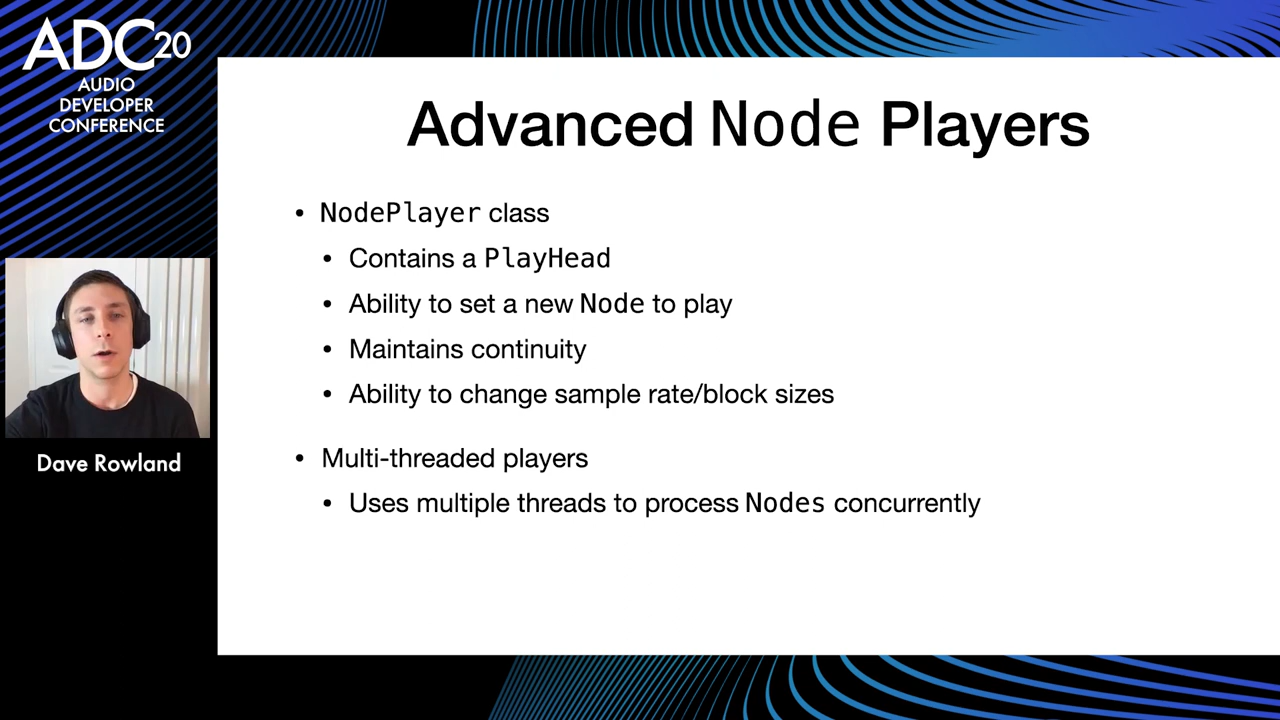 ADC20
AUDIO
DEVELOPER
CONFERENCE
Advanced Node Players
• NodePlayer class
• Contains a PlayHead
• Ability to set a new Node to play
• Maintains continuity
• Ability to change sample rate/block sizes
• Multi-threaded players
• Uses multiple threads to process Nodes concurrently
Dave Rowland